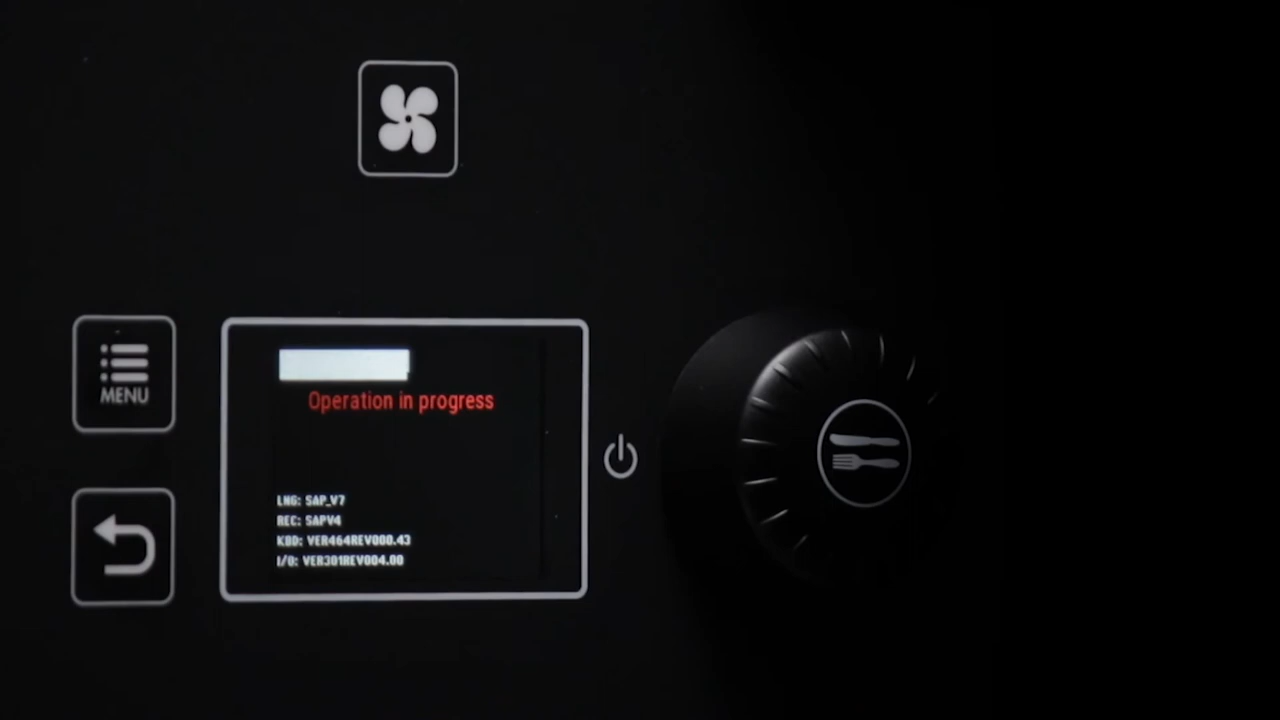 MENU
Operation in progress
LNG: SAP_V7
REC: SAPV4
KBD: VER464REV000.43
I/O: VER301REV004.00